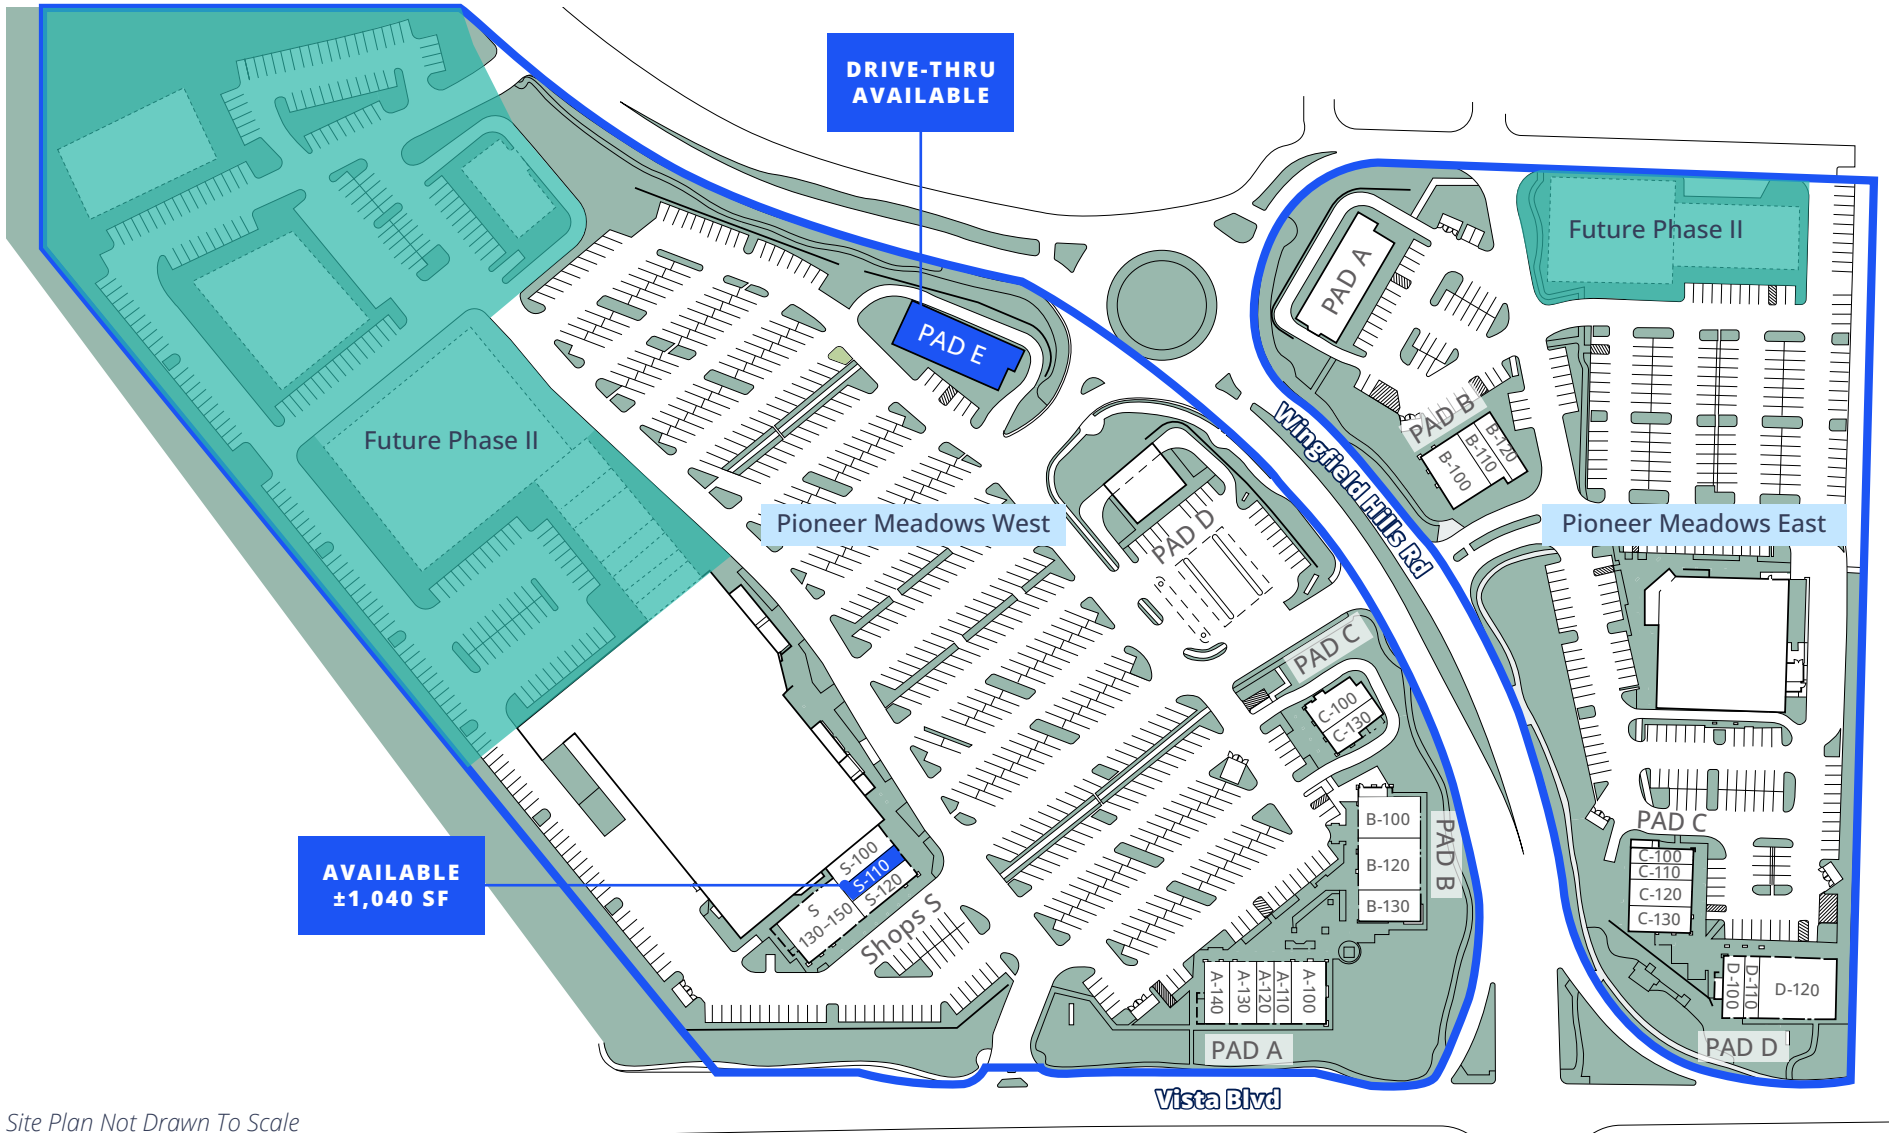 DRIVE-THRU
AVAILABLE
Future Phase II
PAD A
PAD E
PAD B
B-100
B-110
B-120
Wingfield Hills Rd
Future Phase II
Pioneer Meadows West
Pioneer Meadows East
PAD D
PAD C
C-100
C-130
AVAILABLE
±1,040 SF
S-100
S-110
S-120
S
130-150
Shops S
B-100
B-120
B-130
PAD B
PAD C
C-100
C-110
C-120
C-130
A-140
A-130
A-120
A-110
A-100
PAD A
D-100
D-110
D-120
PAD D
Vista Blvd
Site Plan Not Drawn To Scale